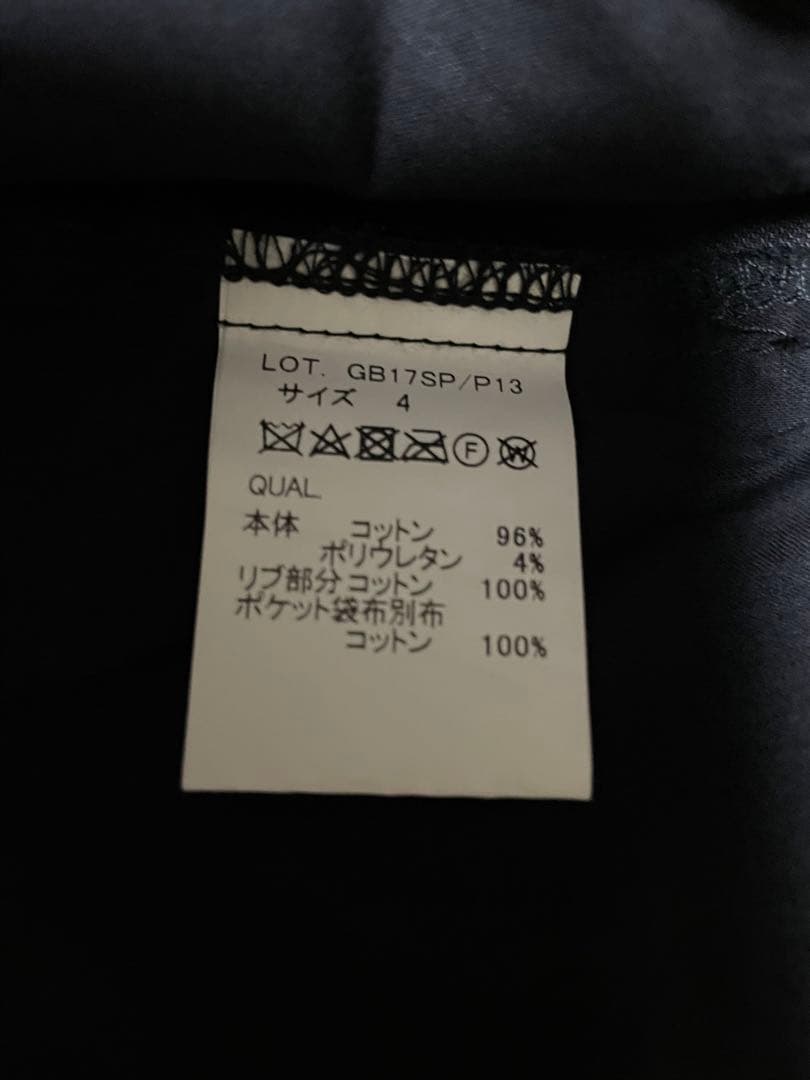 LOT. GB17SP/P13
サイズ 4
F W
QUAL.
本体 コットン 96%
ポリウレタン 4%
リブ部分 コットン 100%
ポケット袋布別布
コットン 100%